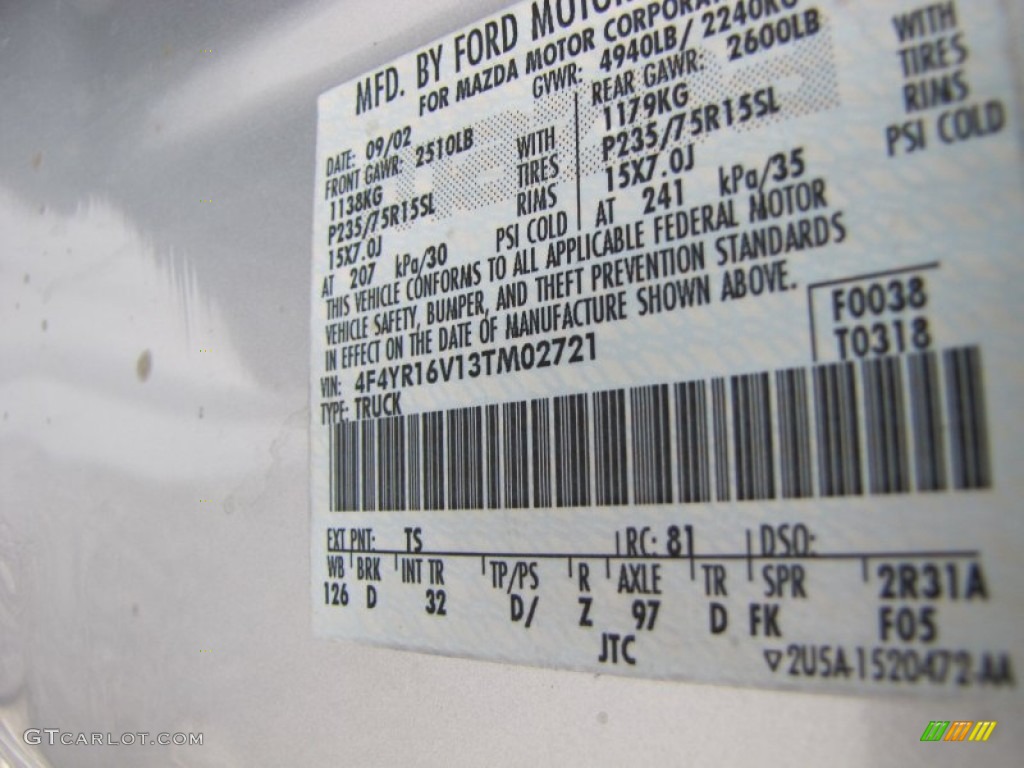 MFD. BY FORD MOTOR
FOR MAZDA MOTOR CORPORAT
GVWR: 4940LB/ 2240KG
DATE: 09/02
FRONT GAWR: 2510LB
1138KG
P235/75R15SL
15X7.0J
AT 207 kPa/30
WITH
TIRES
RIMS
PSI COLD
REAR GAWR: 2600LB
1179KG
P235/75R15SL
15X7.0J
AT 241 kPa/35
WITH
TIRES
RIMS
PSI COLD
THIS VEHICLE CONFORMS TO ALL APPLICABLE FEDERAL MOTOR
VEHICLE SAFETY, BUMPER, AND THEFT PREVENTION STANDARDS
IN EFFECT ON THE DATE OF MANUFACTURE SHOWN ABOVE.
VIN: 4F4YR16V13TM02721
TYPE: TRUCK
F0038
T0318
EXT PNT: TS RC: 81 DSO:
WB BRK INT TR TP/PS R AXLE TR SPR 2R31A
126 D 32 D/ Z 97 D FK F05
JTC
▽2U5A-1520472-AA
GTCARLOT.COM